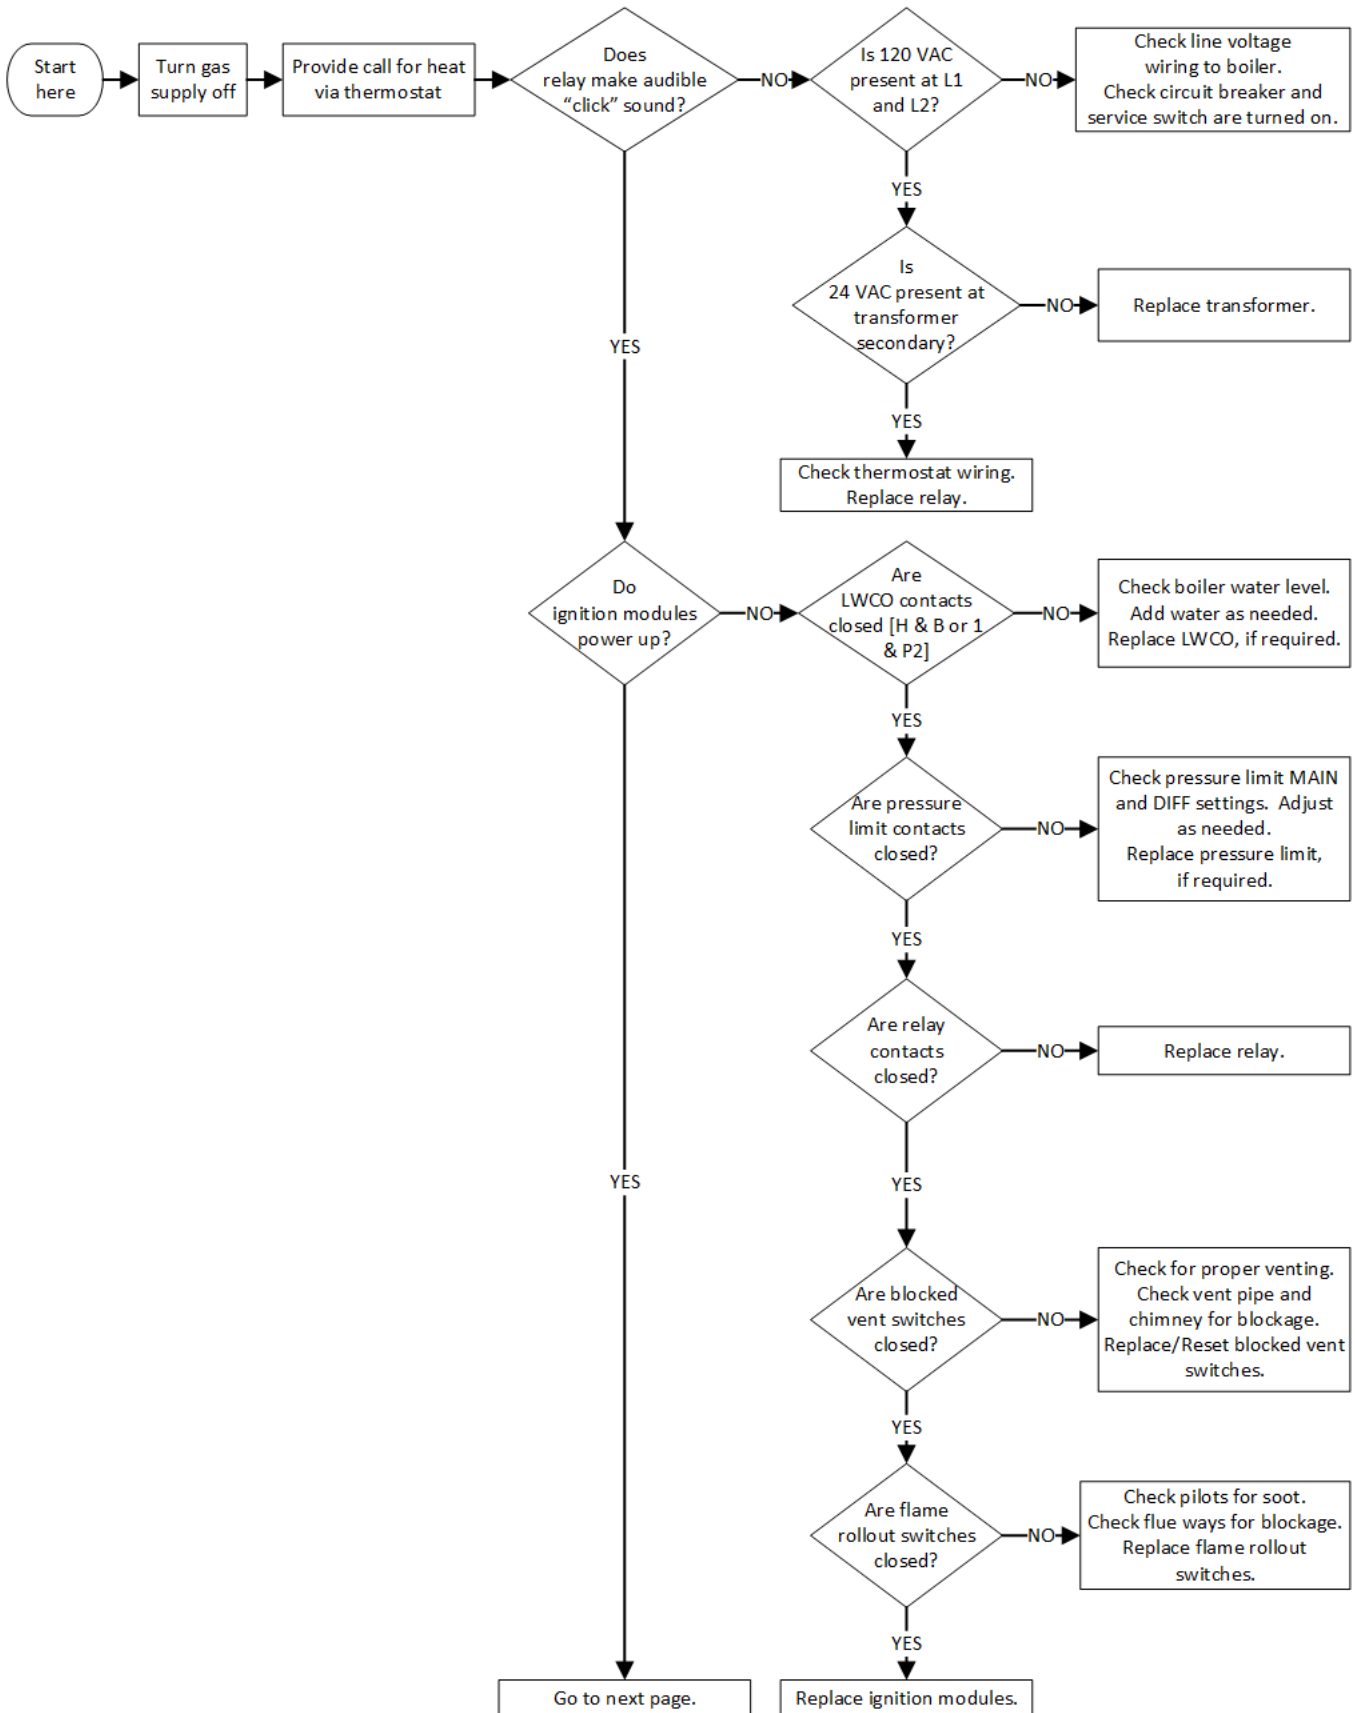 Start
here
Turn gas
supply off
Provide call for heat
via thermostat
Does
relay make audible
“click” sound?
NO
Is 120 VAC
present at L1
and L2?
NO
Check line voltage
wiring to boiler.
Check circuit breaker and
service switch are turned on.
YES
Is
24 VAC present at
transformer
secondary?
NO
Replace transformer.
YES
YES
Check thermostat wiring.
Replace relay.
Do
ignition modules
power up?
NO
Are
LWCO contacts
closed [H & B or 1
& P2]
NO
Check boiler water level.
Add water as needed.
Replace LWCO, if required.
YES
Are pressure
limit contacts
closed?
NO
Check pressure limit MAIN
and DIFF settings. Adjust
as needed.
Replace pressure limit,
if required.
YES
Are relay
contacts
closed?
NO
Replace relay.
YES
YES
Are blocked
vent switches
closed?
NO
Check for proper venting.
Check vent pipe and
chimney for blockage.
Replace/Reset blocked vent
switches.
YES
Are flame
rollout switches
closed?
NO
Check pilots for soot.
Check flue ways for blockage.
Replace flame rollout
switches.
YES
Go to next page.
Replace ignition modules.